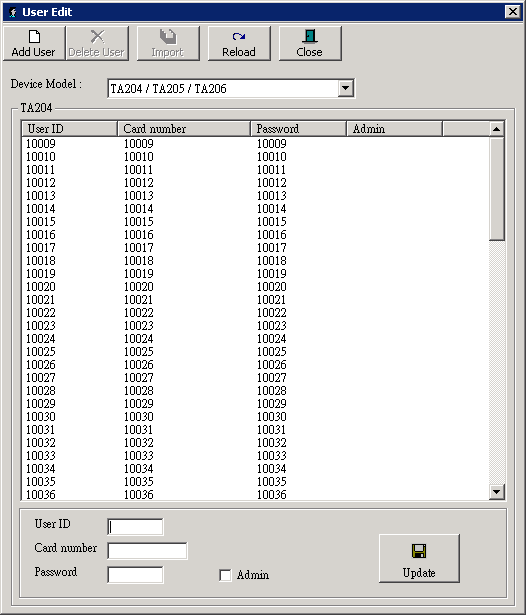 User Edit
Add User Delete User Import Reload Close
Device Model : TA204 / TA205 / TA206
TA204
User ID Card number Password Admin
10009 10009 10009
10010 10010 10010
10011 10011 10011
10012 10012 10012
10013 10013 10013
10014 10014 10014
10015 10015 10015
10016 10016 10016
10017 10017 10017
10018 10018 10018
10019 10019 10019
10020 10020 10020
10021 10021 10021
10022 10022 10022
10023 10023 10023
10024 10024 10024
10025 10025 10025
10026 10026 10026
10027 10027 10027
10028 10028 10028
10029 10029 10029
10030 10030 10030
10031 10031 10031
10032 10032 10032
10033 10033 10033
10034 10034 10034
10035 10035 10035
10036 10036 10036
User ID
Card number
Password Admin Update